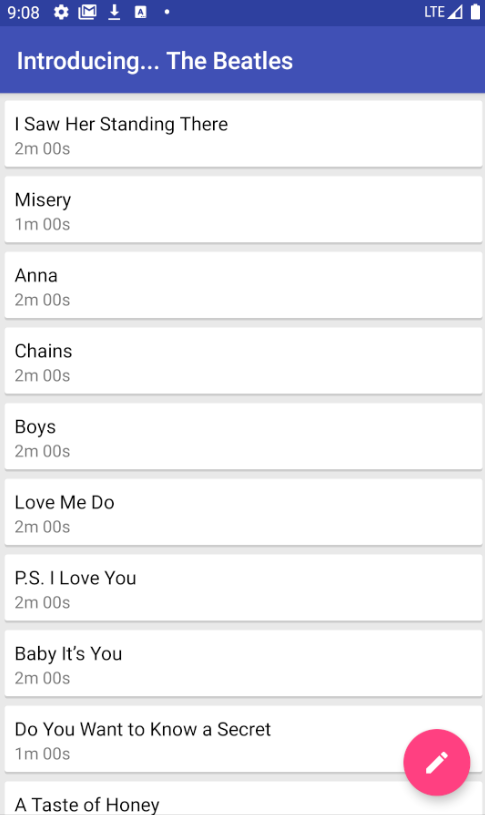 9:08 LTE
Introducing... The Beatles
I Saw Her Standing There
2m 00s
Misery
1m 00s
Anna
2m 00s
Chains
2m 00s
Boys
2m 00s
Love Me Do
2m 00s
P.S. I Love You
2m 00s
Baby It’s You
2m 00s
Do You Want to Know a Secret
1m 00s
A Taste of Honey